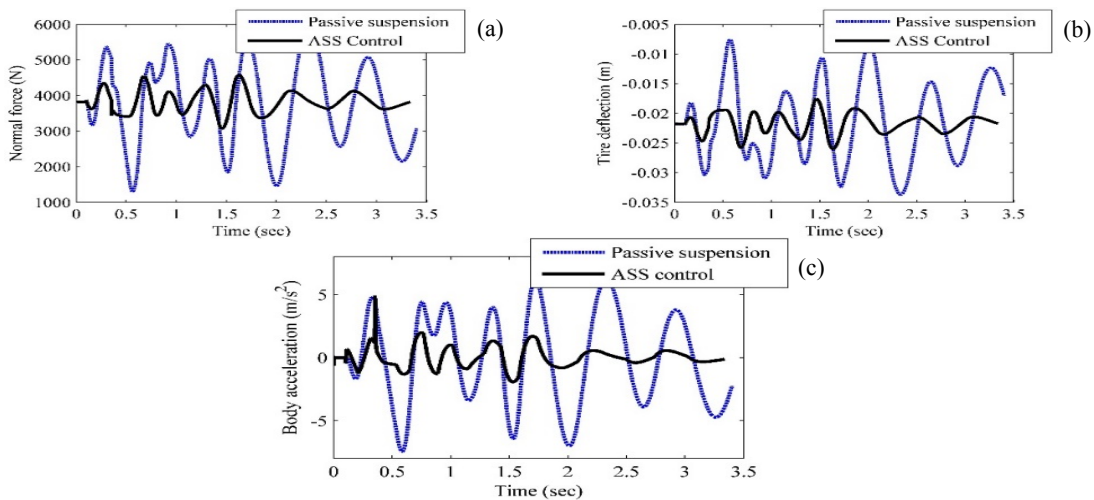 Passive suspension
ASS Control
(a)
6000
5000
4000
3000
2000
1000
Normal force (N)
0 0.5 1 1.5 2 2.5 3 3.5
Time (sec)
Passive suspension
ASS Control
(b)
-0.005
-0.01
-0.015
-0.02
-0.025
-0.03
-0.035
Tire deflection (m)
0 0.5 1 1.5 2 2.5 3 3.5
Time (sec)
Passive suspension
ASS control
(c)
5
0
-5
Body acceleration (m/s²)
0 0.5 1 1.5 2 2.5 3 3.5
Time (sec)